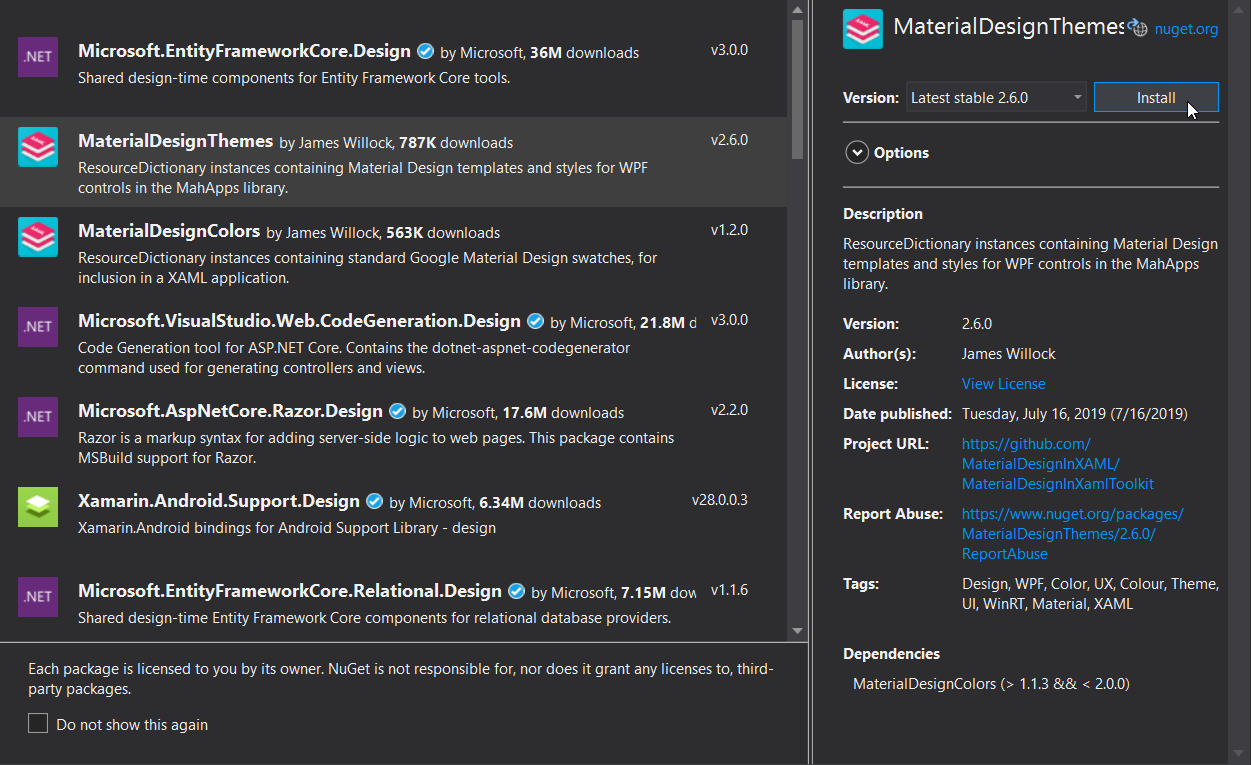 .NET
Microsoft.EntityFrameworkCore.Design by Microsoft, 36M downloads v3.0.0
Shared design-time components for Entity Framework Core tools.
MaterialDesignThemes by James Willock, 787K downloads v2.6.0
ResourceDictionary instances containing Material Design templates and styles for WPF
controls in the MahApps library.
MaterialDesignColors by James Willock, 563K downloads v1.2.0
ResourceDictionary instances containing standard Google Material Design swatches, for
inclusion in a XAML application.
.NET
Microsoft.VisualStudio.Web.CodeGeneration.Design by Microsoft, 21.8M d v3.0.0
Code Generation tool for ASP.NET Core. Contains the dotnet-aspnet-codegenerator
command used for generating controllers and views.
.NET
Microsoft.AspNetCore.Razor.Design by Microsoft, 17.6M downloads v2.2.0
Razor is a markup syntax for adding server-side logic to web pages. This package contains
MSBuild support for Razor.
Xamarin.Android.Support.Design by Microsoft, 6.34M downloads v28.0.0.3
Xamarin.Android bindings for Android Support Library - design
.NET
Microsoft.EntityFrameworkCore.Relational.Design by Microsoft, 7.15M dow v1.1.6
Shared design-time Entity Framework Core components for relational database providers.
Each package is licensed to you by its owner. NuGet is not responsible for, nor does it grant any licenses to, third-
party packages.
Do not show this again
MaterialDesignThemes nuget.org
Version: Latest stable 2.6.0 Install
Options
Description
ResourceDictionary instances containing Material Design
templates and styles for WPF controls in the MahApps
library.
Version: 2.6.0
Author(s): James Willock
License: View License
Date published: Tuesday, July 16, 2019 (7/16/2019)
Project URL: https://github.com/
MaterialDesignInXAML/
MaterialDesignInXamlToolkit
Report Abuse: https://www.nuget.org/packages/
MaterialDesignThemes/2.6.0/
ReportAbuse
Tags: Design, WPF, Color, UX, Colour, Theme,
UI, WinRT, Material, XAML
Dependencies
MaterialDesignColors (> 1.1.3 && < 2.0.0)